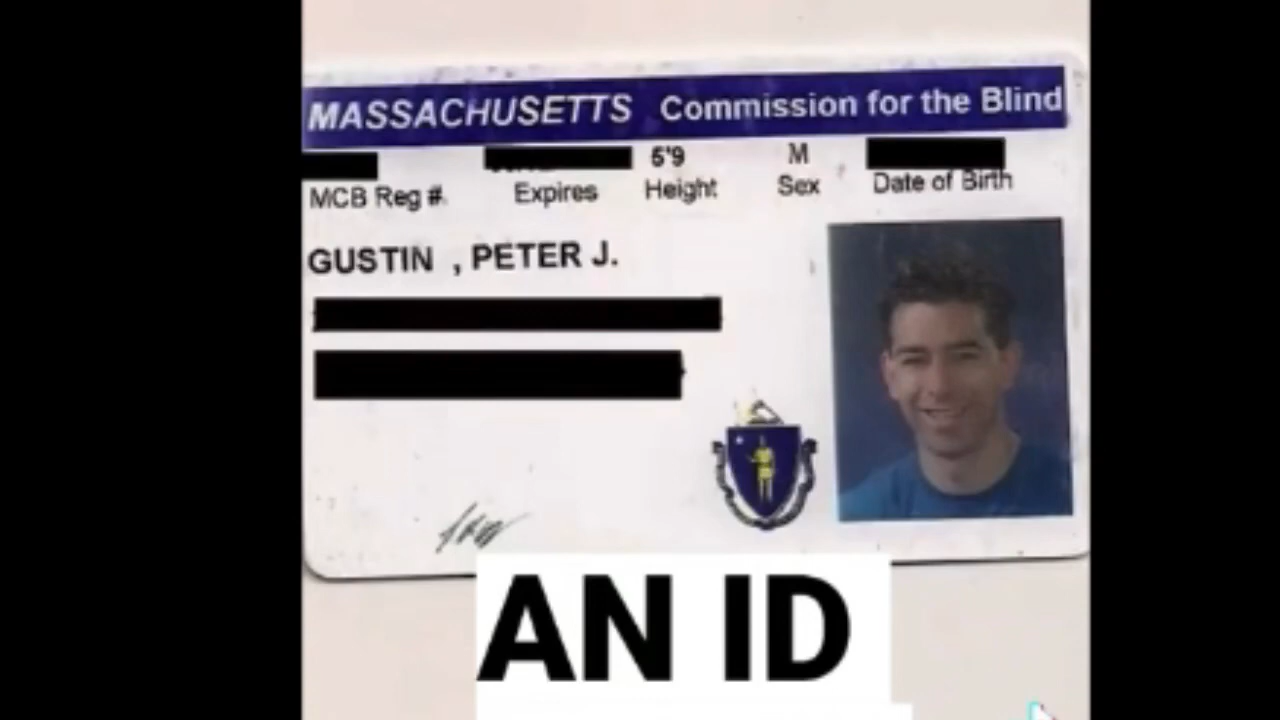 MASSACHUSETTS Commission for the Blind
5'9 M
MCB Reg #. Expires Height Sex Date of Birth
GUSTIN , PETER J.
AN ID